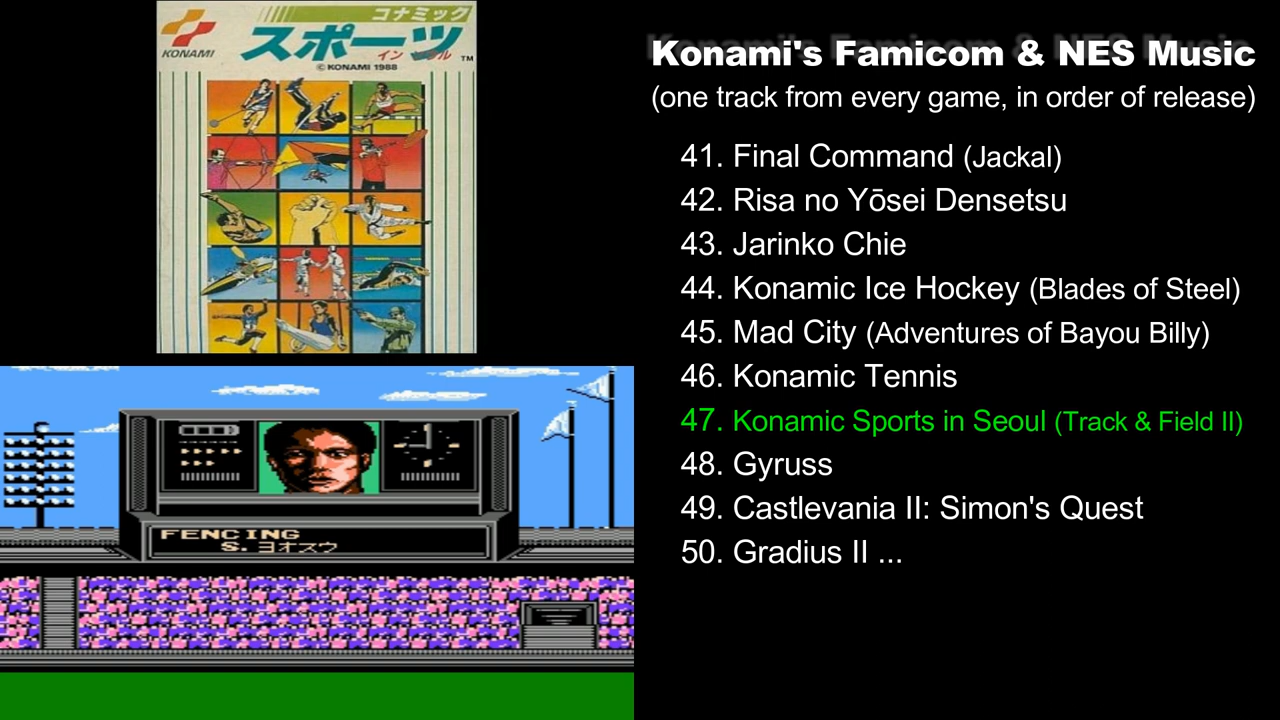 コナミック
スポーツ
イン
ル
TM
KONAMI
© KONAMI 1988
FENCING
S. ヨオスウ
Konami's Famicom & NES Music
(one track from every game, in order of release)
41. Final Command (Jackal)
42. Risa no Yōsei Densetsu
43. Jarinko Chie
44. Konamic Ice Hockey (Blades of Steel)
45. Mad City (Adventures of Bayou Billy)
46. Konamic Tennis
47. Konamic Sports in Seoul (Track & Field II)
48. Gyruss
49. Castlevania II: Simon's Quest
50. Gradius II ...